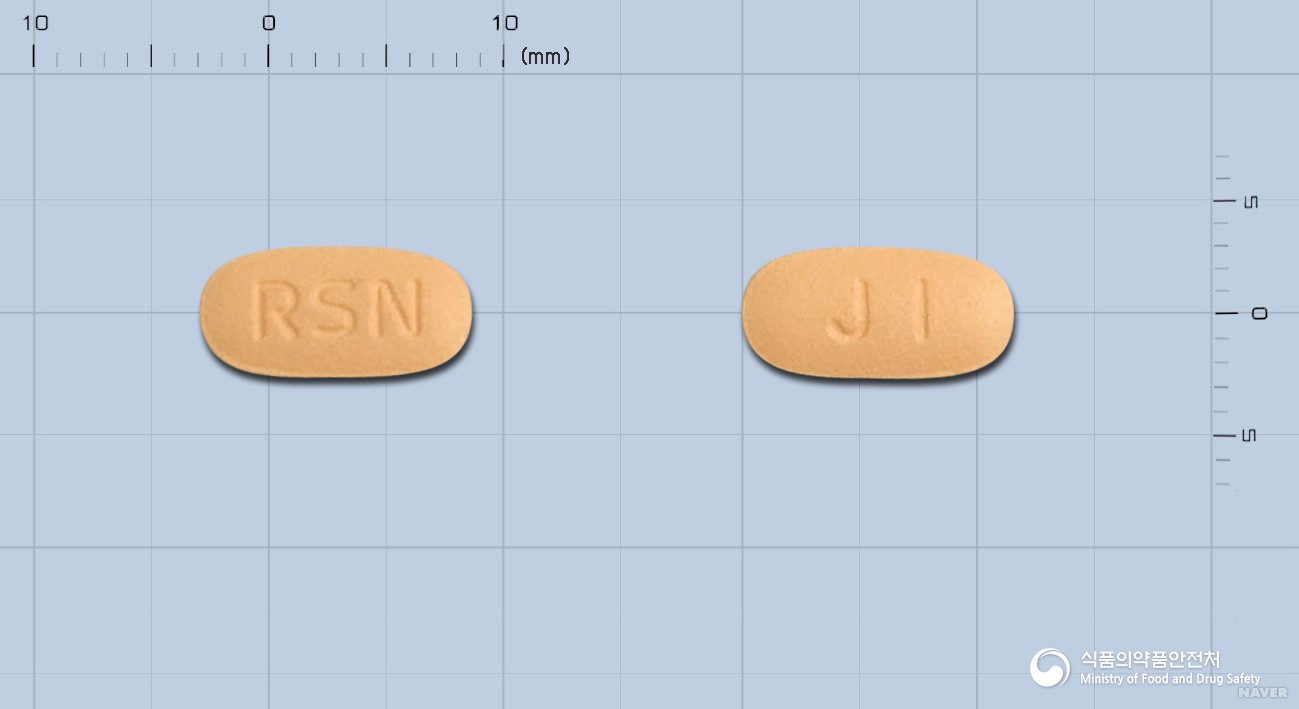 10 0 10
(mm)
5
0
5
RSN
JI
식품의약품안전처
Ministry of Food and Drug Safety
NAVER